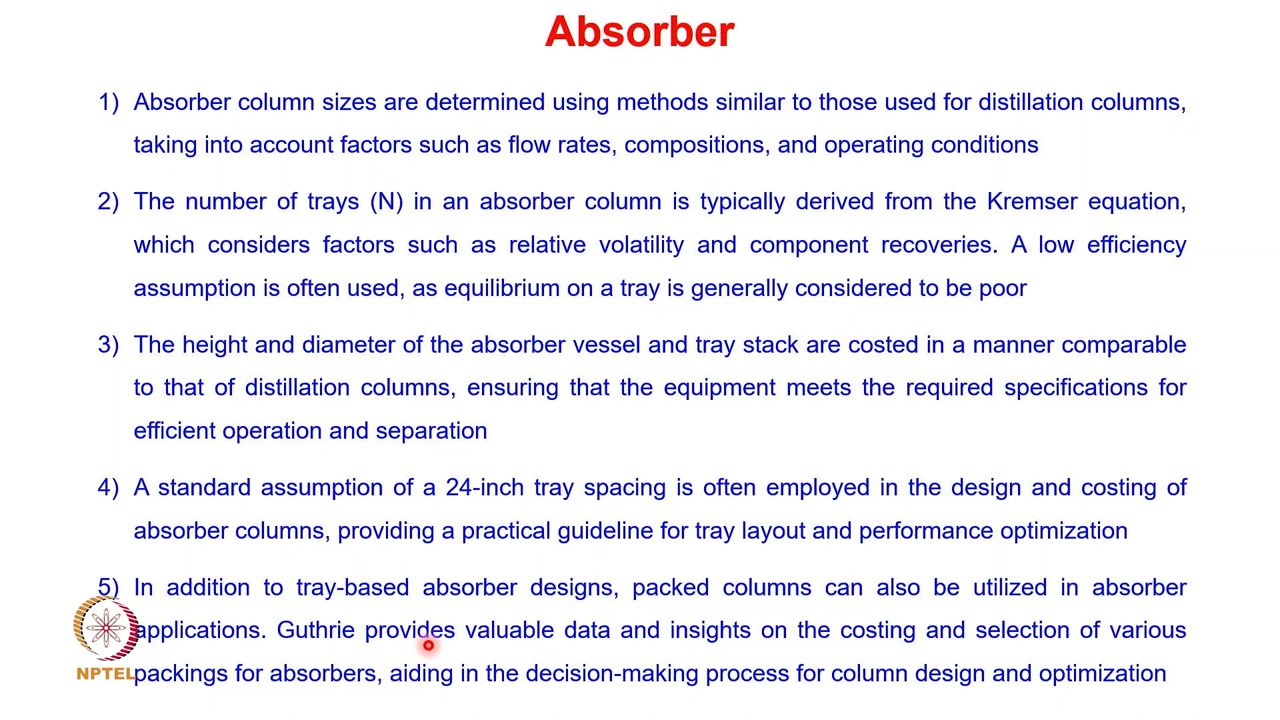 Absorber
1) Absorber column sizes are determined using methods similar to those used for distillation columns,
taking into account factors such as flow rates, compositions, and operating conditions
2) The number of trays (N) in an absorber column is typically derived from the Kremser equation,
which considers factors such as relative volatility and component recoveries. A low efficiency
assumption is often used, as equilibrium on a tray is generally considered to be poor
3) The height and diameter of the absorber vessel and tray stack are costed in a manner comparable
to that of distillation columns, ensuring that the equipment meets the required specifications for
efficient operation and separation
4) A standard assumption of a 24-inch tray spacing is often employed in the design and costing of
absorber columns, providing a practical guideline for tray layout and performance optimization
5) In addition to tray-based absorber designs, packed columns can also be utilized in absorber
applications. Guthrie provides valuable data and insights on the costing and selection of various
packings for absorbers, aiding in the decision-making process for column design and optimization
NPTEL